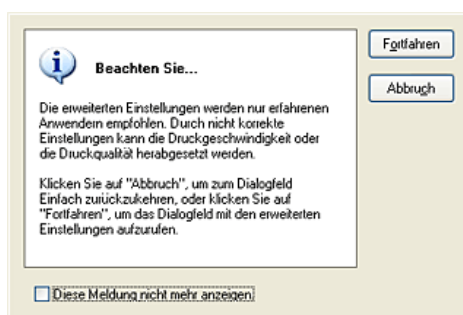 Beachten Sie...
Fortfahren
Abbruch
Die erweiterten Einstellungen werden nur erfahrenen
Anwendern empfohlen. Durch nicht korrekte
Einstellungen kann die Druckgeschwindigkeit oder
die Druckqualität herabgesetzt werden.
Klicken Sie auf "Abbruch", um zum Dialogfeld
Einfach zurückzukehren, oder klicken Sie auf
"Fortfahren", um das Dialogfeld mit den erweiterten
Einstellungen aufzurufen.
Diese Meldung nicht mehr anzeigen